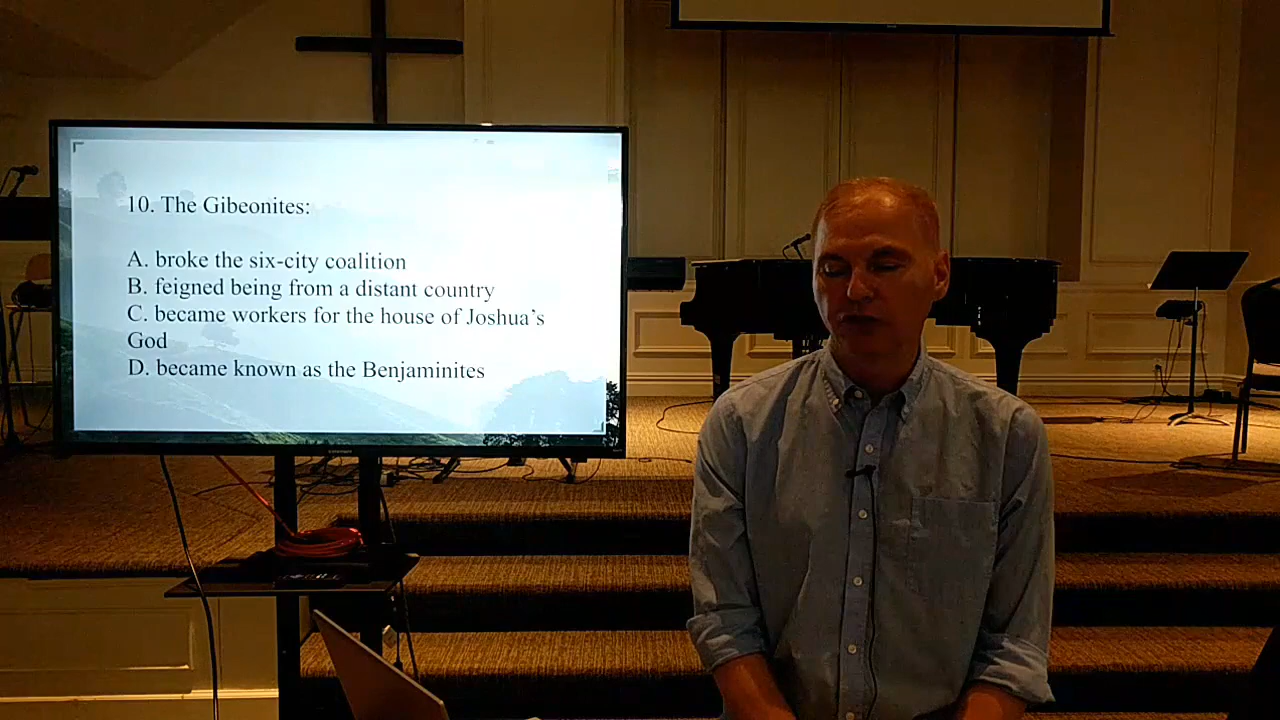 10. The Gibeonites:
A. broke the six-city coalition
B. feigned being from a distant country
C. became workers for the house of Joshua's
God
D. became known as the Benjaminites